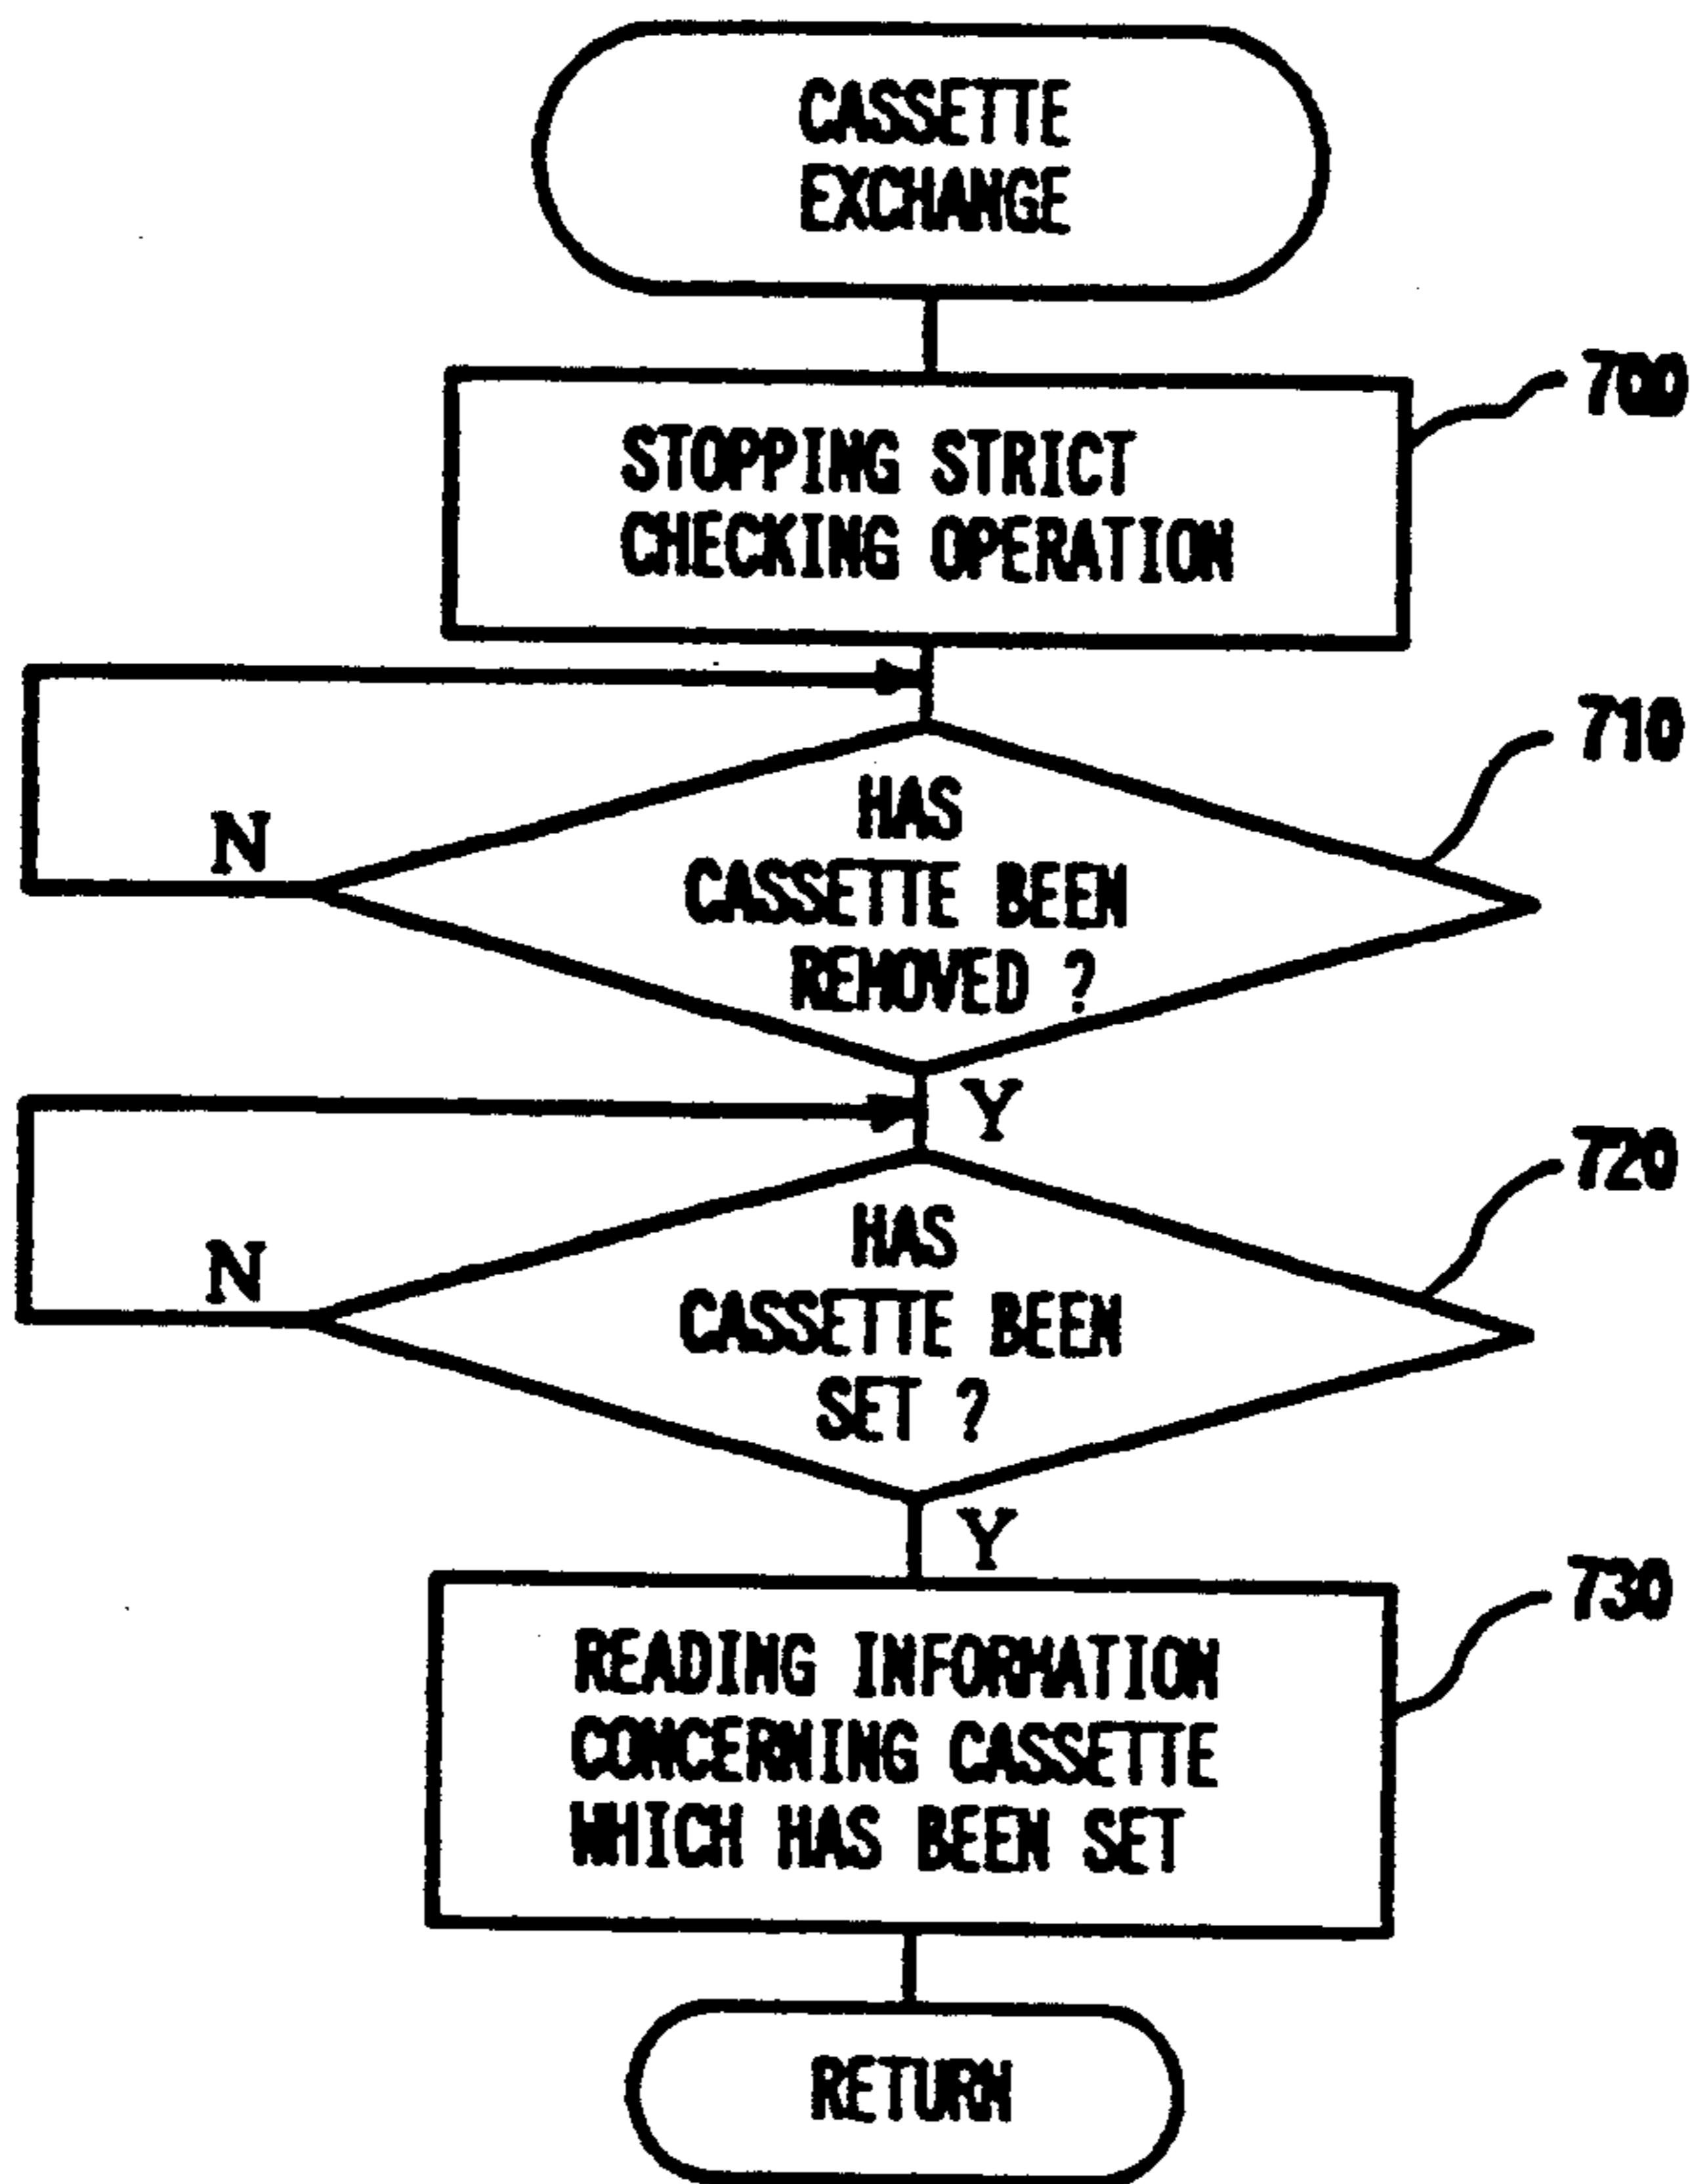 CASSETTE
EXCHANGE
700
STOPPING STRICT
CHECKING OPERATION
710
N
HAS
CASSETTE BEEN
REMOVED ?
Y
720
N
HAS
CASSETTE BEEN
SET ?
Y
730
READING INFORMATION
CONCERNING CASSETTE
WHICH HAS BEEN SET
RETURN